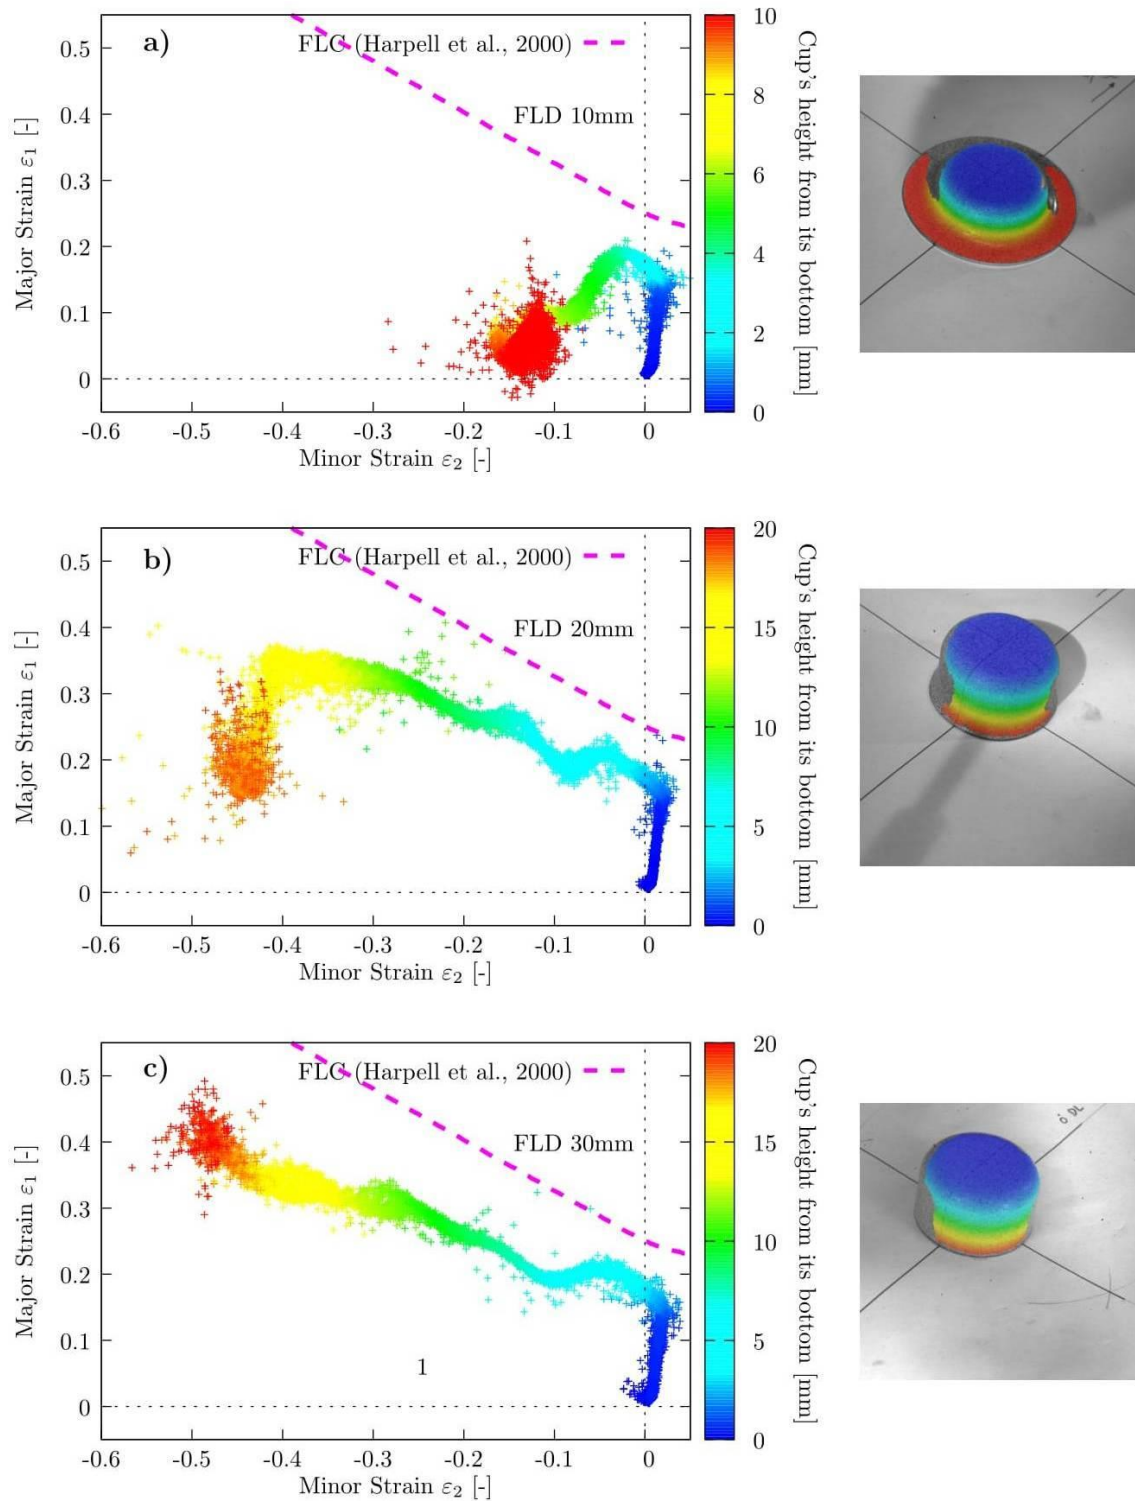 a)
FLC (Harpell et al., 2000)
FLD 10mm
Major Strain ε₁ [-]
0.5
0.4
0.3
0.2
0.1
0
-0.6 -0.5 -0.4 -0.3 -0.2 -0.1 0
Minor Strain ε₂ [-]
10
8
6
4
2
0
Cup's height from its bottom [mm]
b)
FLC (Harpell et al., 2000)
FLD 20mm
Major Strain ε₁ [-]
0.5
0.4
0.3
0.2
0.1
0
-0.6 -0.5 -0.4 -0.3 -0.2 -0.1 0
Minor Strain ε₂ [-]
20
15
10
5
0
Cup's height from its bottom [mm]
c)
FLC (Harpell et al., 2000)
FLD 30mm
Major Strain ε₁ [-]
0.5
0.4
0.3
0.2
0.1
0
1
-0.6 -0.5 -0.4 -0.3 -0.2 -0.1 0
Minor Strain ε₂ [-]
20
15
10
5
0
Cup's height from its bottom [mm]